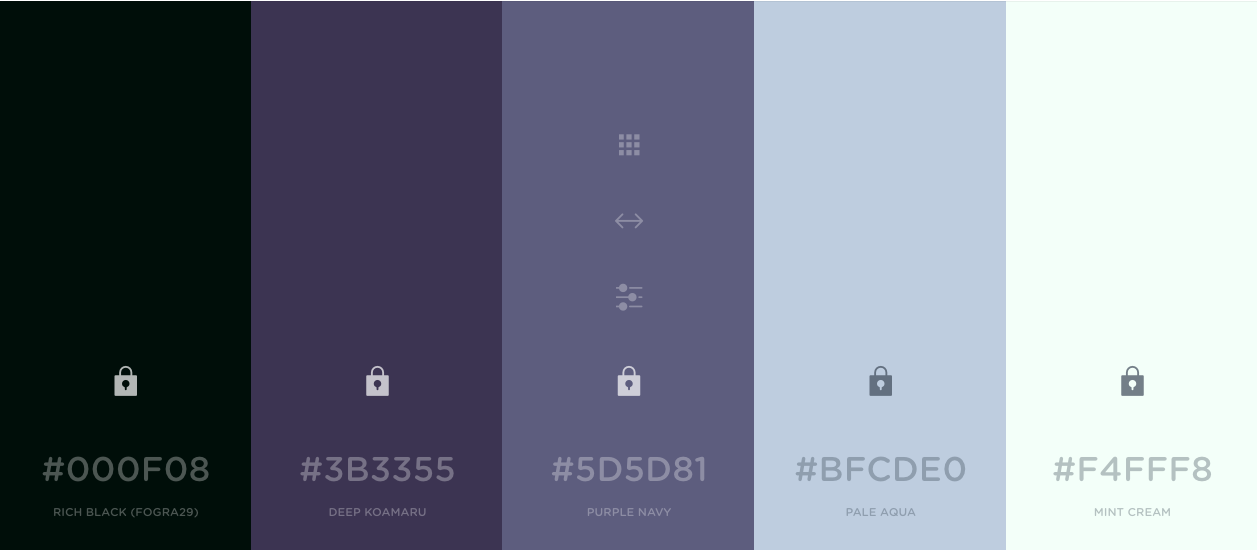 #000F08
RICH BLACK (FOGRA29)
#3B3355
DEEP KOAMARU
#5D5D81
PURPLE NAVY
#BFCDE0
PALE AQUA
#F4FFF8
MINT CREAM